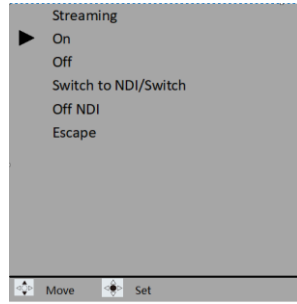 Streaming
On
Off
Switch to NDI/Switch
Off NDI
Escape
Move Set